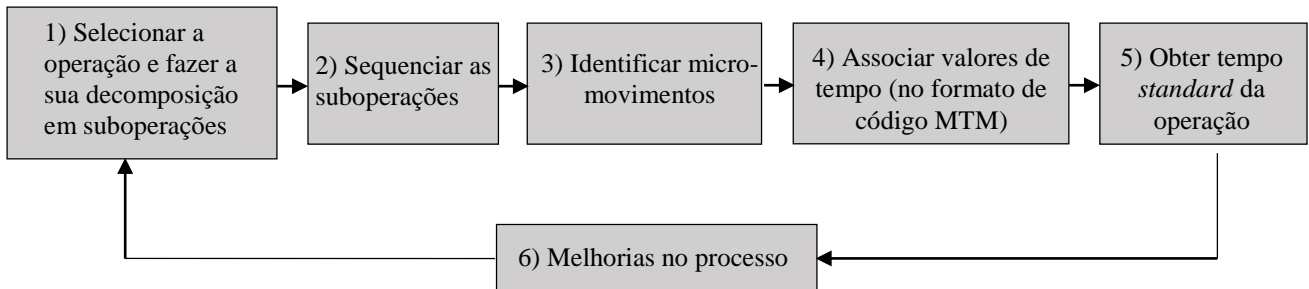 1) Selecionar a
operação e fazer a
sua decomposição
em suboperações
2) Sequenciar as
suboperações
3) Identificar micro-
movimentos
4) Associar valores de
tempo (no formato de
código MTM)
5) Obter tempo
standard da
operação
6) Melhorias no processo